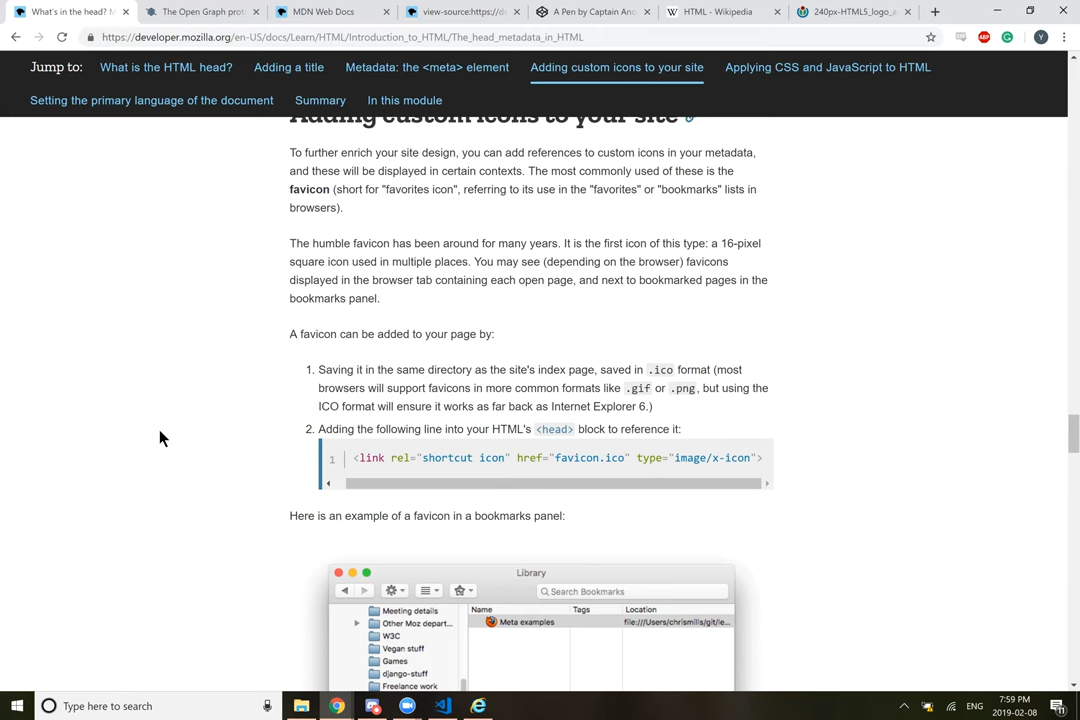 What's in the head? M
The Open Graph prot
MDN Web Docs
view-source:https://de
A Pen by Captain Ano
HTML - Wikipedia
240px-HTML5_logo_a
https://developer.mozilla.org/en-US/docs/Learn/HTML/Introduction_to_HTML/The_head_metadata_in_HTML
ABP
G
Y
Jump to: What is the HTML head? Adding a title Metadata: the <meta> element Adding custom icons to your site Applying CSS and JavaScript to HTML
Setting the primary language of the document Summary In this module
Adding custom icons to your site
To further enrich your site design, you can add references to custom icons in your metadata,
and these will be displayed in certain contexts. The most commonly used of these is the
favicon (short for "favorites icon", referring to its use in the "favorites" or "bookmarks" lists in
browsers).
The humble favicon has been around for many years. It is the first icon of this type: a 16-pixel
square icon used in multiple places. You may see (depending on the browser) favicons
displayed in the browser tab containing each open page, and next to bookmarked pages in the
bookmarks panel.
A favicon can be added to your page by:
1. Saving it in the same directory as the site's index page, saved in .ico format (most
browsers will support favicons in more common formats like .gif or .png, but using the
ICO format will ensure it works as far back as Internet Explorer 6.)
2. Adding the following line into your HTML's <head> block to reference it:
1 <link rel="shortcut icon" href="favicon.ico" type="image/x-icon">
Here is an example of a favicon in a bookmarks panel:
Library
Search Bookmarks
Name Tags Location
Meeting details
Meta examples file:///Users/chrismills/git/le...
Other Moz depart...
W3C
Vegan stuff
Games
django-stuff
Freelance work
Type here to search
ENG
7:59 PM
2019-02-08
11